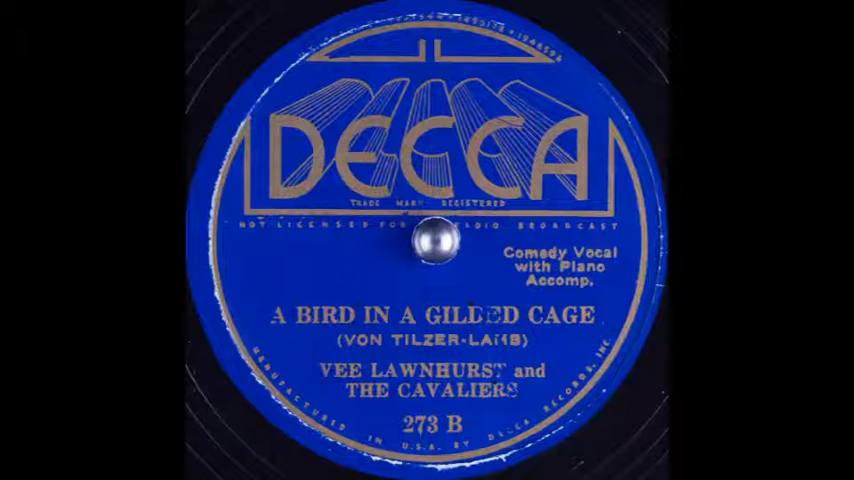 DECCA
TRADE MARK REGISTERED
NOT LICENSED FOR RADIO BROADCAST
Comedy Vocal
with Piano
Accomp.
A BIRD IN A GILDED CAGE
(VON TILZER-LAMB)
VEE LAWNHURST and
THE CAVALIERS
273 B
MANUFACTURED IN U.S.A. BY DECCA RECORDS, INC.